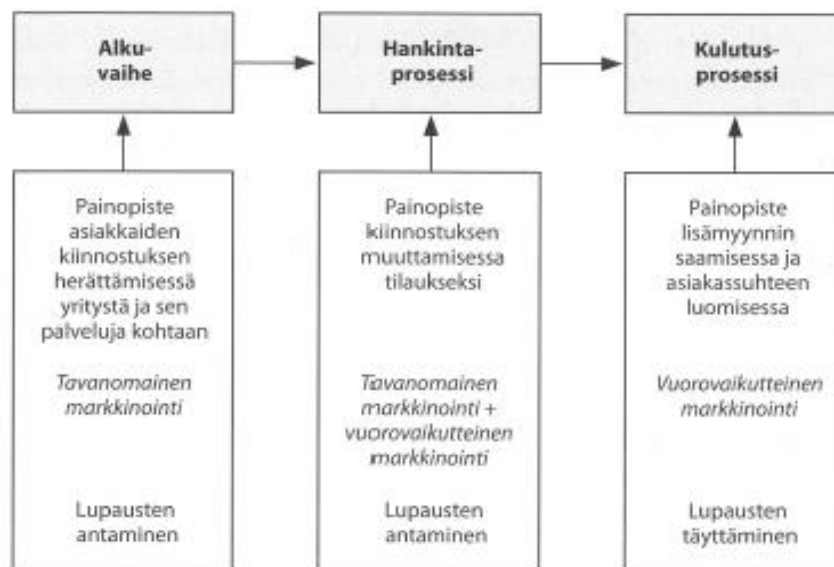 Alku-
vaihe
Hankinta-
prosessi
Kulutus-
prosessi
Painopiste
asiakkaiden
kiinnostuksen
herättämisessä
yritystä ja sen
palveluja kohtaan
Tavanomainen
markkinointi
Lupausten
antaminen
Painopiste
kiinnostuksen
muuttamisessa
tilaukseksi
Tavanomainen
markkinointi +
vuorovaikutteinen
markkinointi
Lupausten
antaminen
Painopiste
lisämyynnin
saamisessa ja
asiakassuhteen
luomisessa
Vuorovaikutteinen
markkinointi
Lupausten
täyttäminen